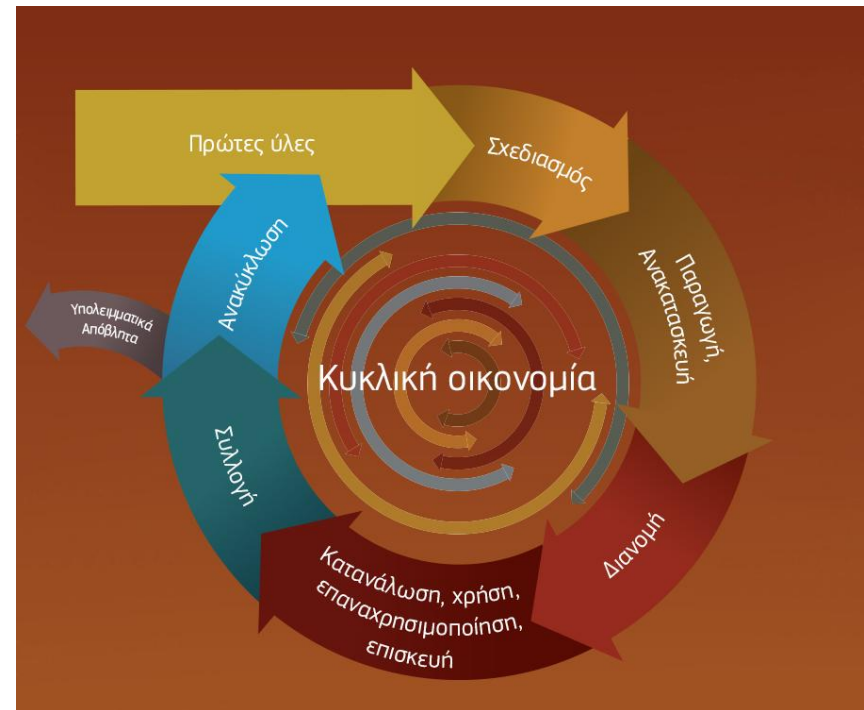 Πρώτες ύλες
Σχεδιασμός
Παραγωγή,
Ανακατασκευή
Διανομή
Κατανάλωση, χρήση,
επαναχρησιμοποίηση,
επισκευή
Συλλογή
Ανακύκλωση
Υπολειμματικά
Απόβλητα
Κυκλική οικονομία